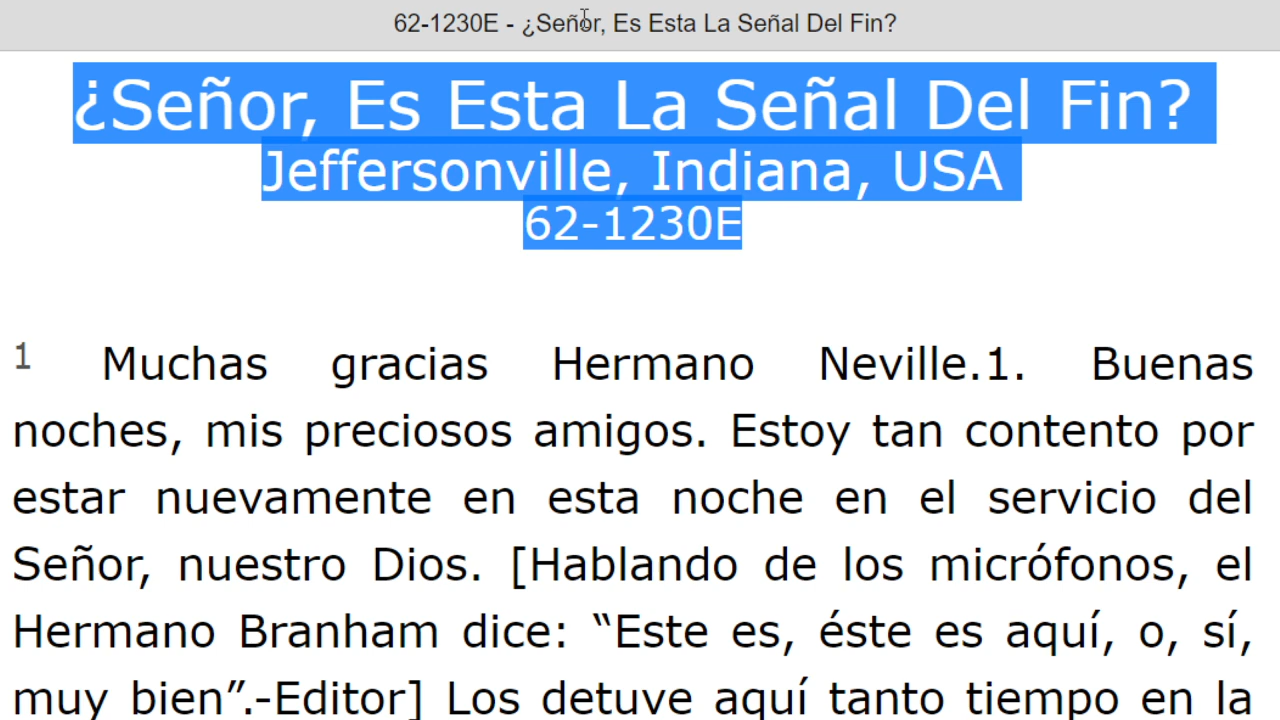 62-1230E - ¿Señor, Es Esta La Señal Del Fin?
¿Señor, Es Esta La Señal Del Fin?
Jeffersonville, Indiana, USA
62-1230E
1 Muchas gracias Hermano Neville.1. Buenas
noches, mis preciosos amigos. Estoy tan contento por
estar nuevamente en esta noche en el servicio del
Señor, nuestro Dios. [Hablando de los micrófonos, el
Hermano Branham dice: “Este es, éste es aquí, o, sí,
muy bien”.-Editor] Los detuve aquí tanto tiempo en la